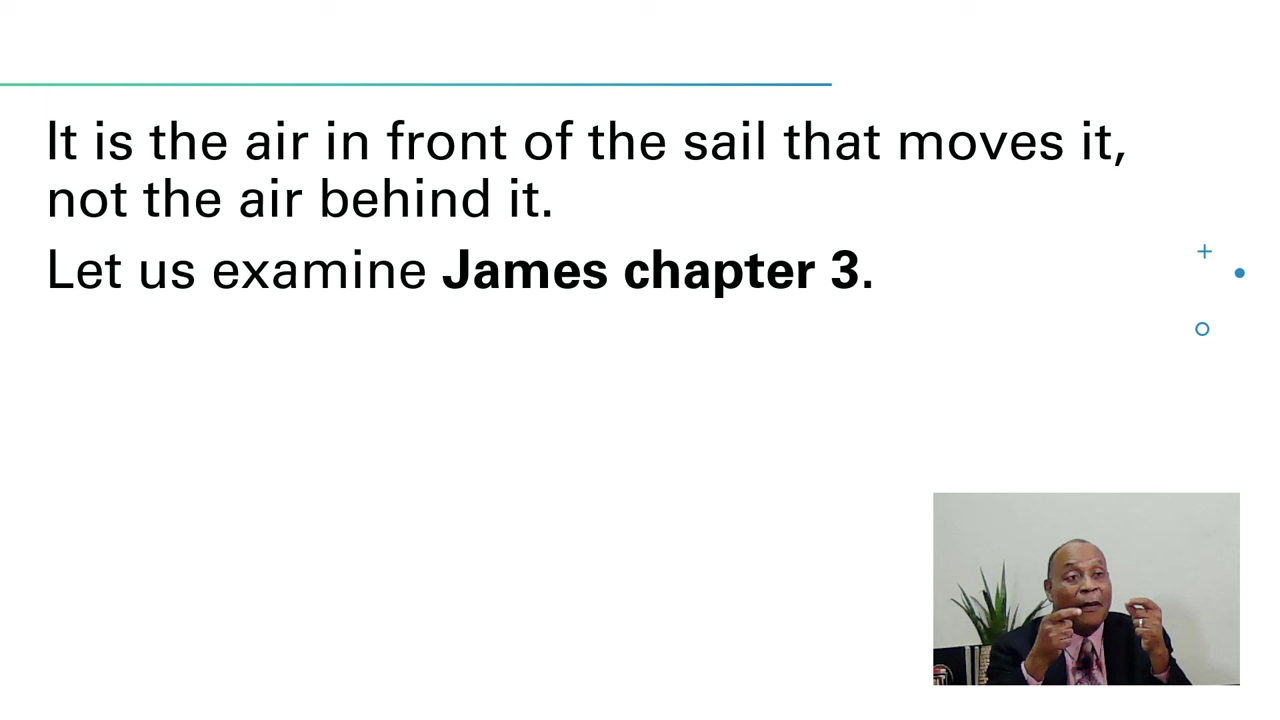 It is the air in front of the sail that moves it,
not the air behind it.
Let us examine James chapter 3.